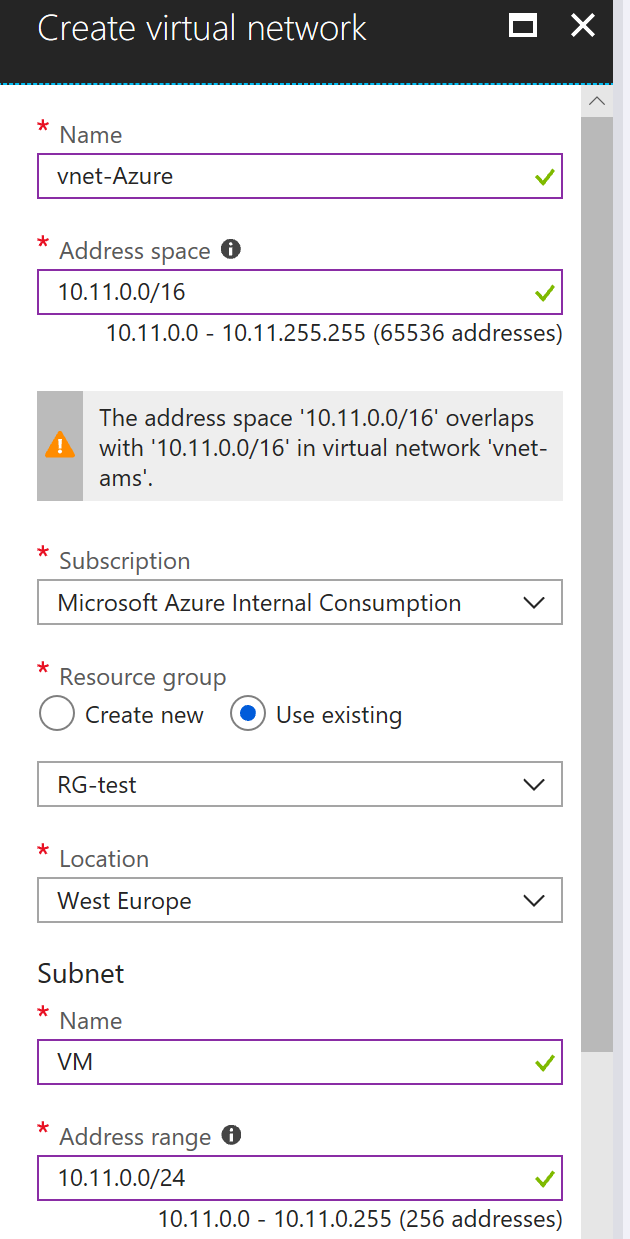 Create virtual network
* Name
vnet-Azure
* Address space
10.11.0.0/16
10.11.0.0 - 10.11.255.255 (65536 addresses)
The address space '10.11.0.0/16' overlaps
with '10.11.0.0/16' in virtual network 'vnet-
ams'.
* Subscription
Microsoft Azure Internal Consumption
* Resource group
Create new Use existing
RG-test
* Location
West Europe
Subnet
* Name
VM
* Address range
10.11.0.0/24
10.11.0.0 - 10.11.0.255 (256 addresses)